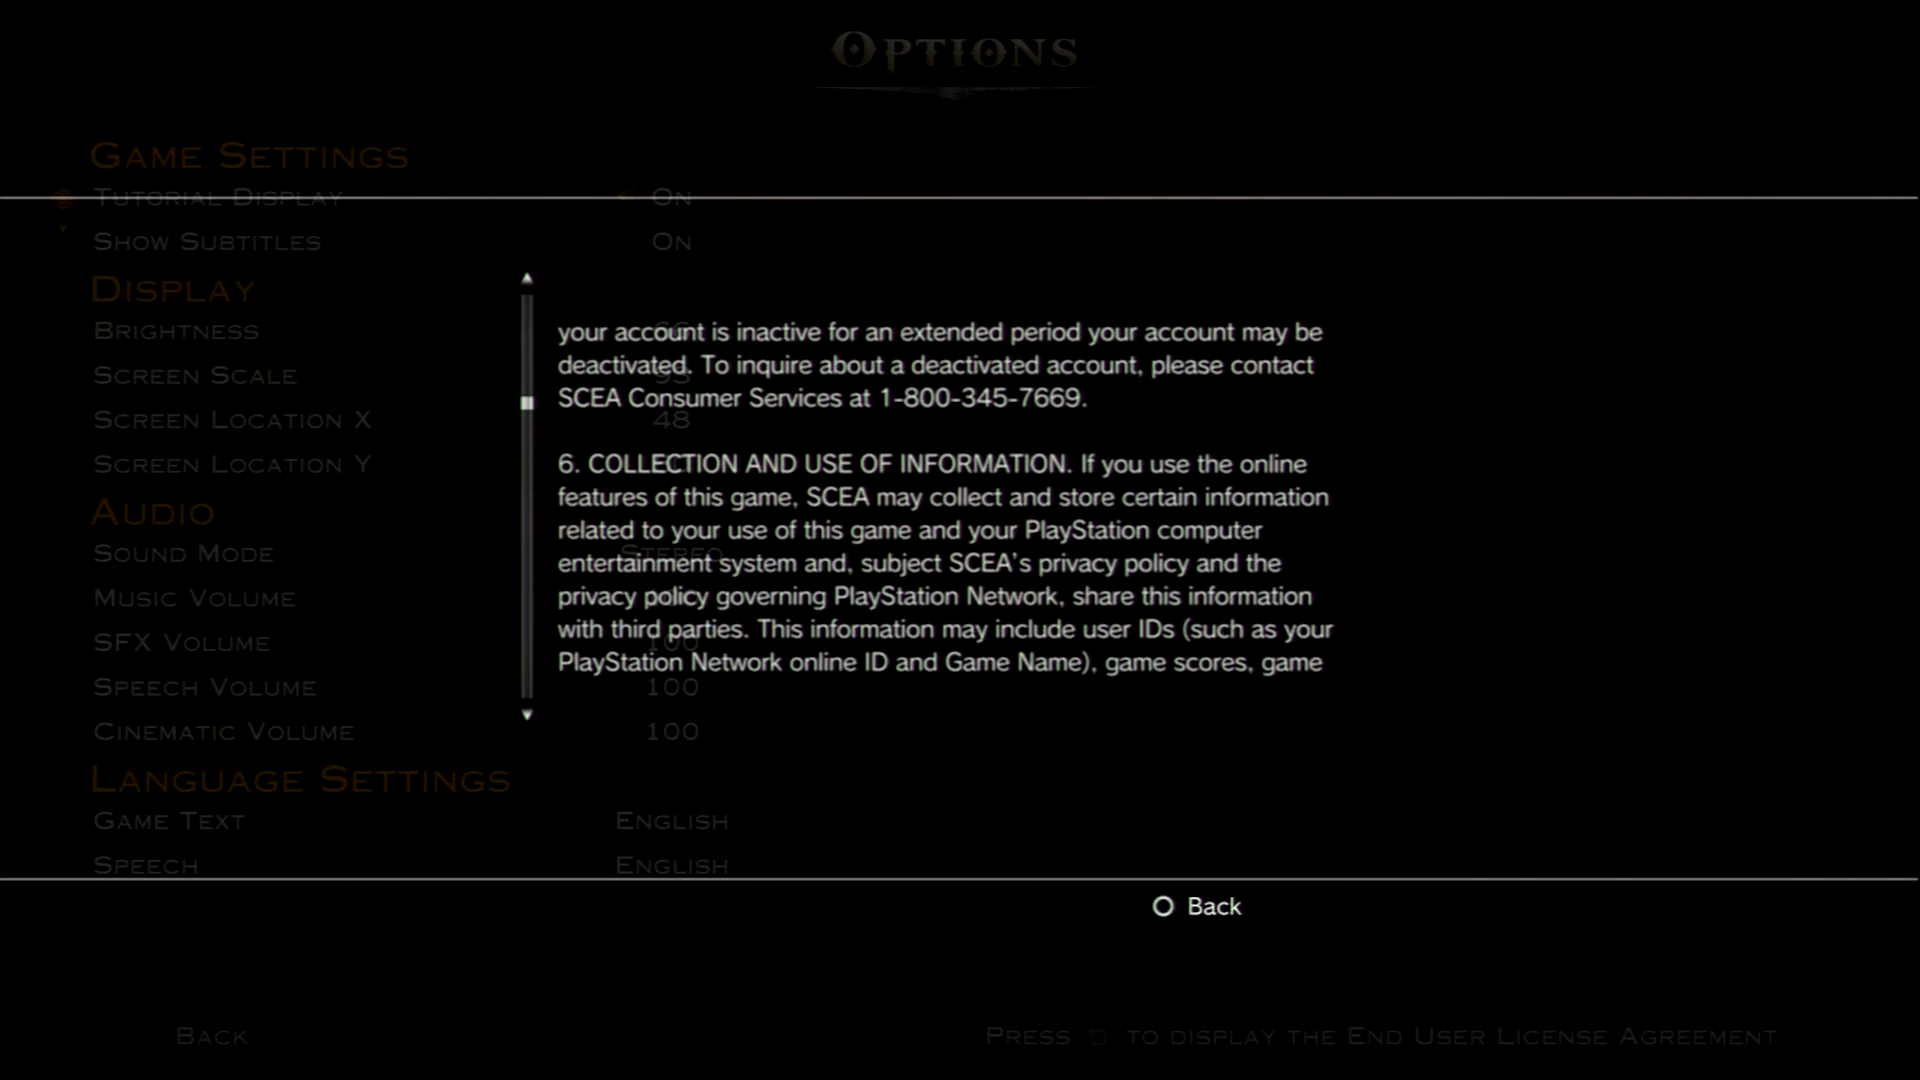 OPTIONS
GAME SETTINGS
TUTORIAL DISPLAY ON
SHOW SUBTITLES ON
DISPLAY
BRIGHTNESS
SCREEN SCALE 93
SCREEN LOCATION X 48
SCREEN LOCATION Y
AUDIO
SOUND MODE STEREO
MUSIC VOLUME
SFX VOLUME 100
SPEECH VOLUME 100
CINEMATIC VOLUME 100
LANGUAGE SETTINGS
GAME TEXT ENGLISH
SPEECH ENGLISH
your account is inactive for an extended period your account may be
deactivated. To inquire about a deactivated account, please contact
SCEA Consumer Services at 1-800-345-7669.
6. COLLECTION AND USE OF INFORMATION. If you use the online
features of this game, SCEA may collect and store certain information
related to your use of this game and your PlayStation computer
entertainment system and, subject SCEA's privacy policy and the
privacy policy governing PlayStation Network, share this information
with third parties. This information may include user IDs (such as your
PlayStation Network online ID and Game Name), game scores, game
Back
BACK
PRESS □ TO DISPLAY THE END USER LICENSE AGREEMENT